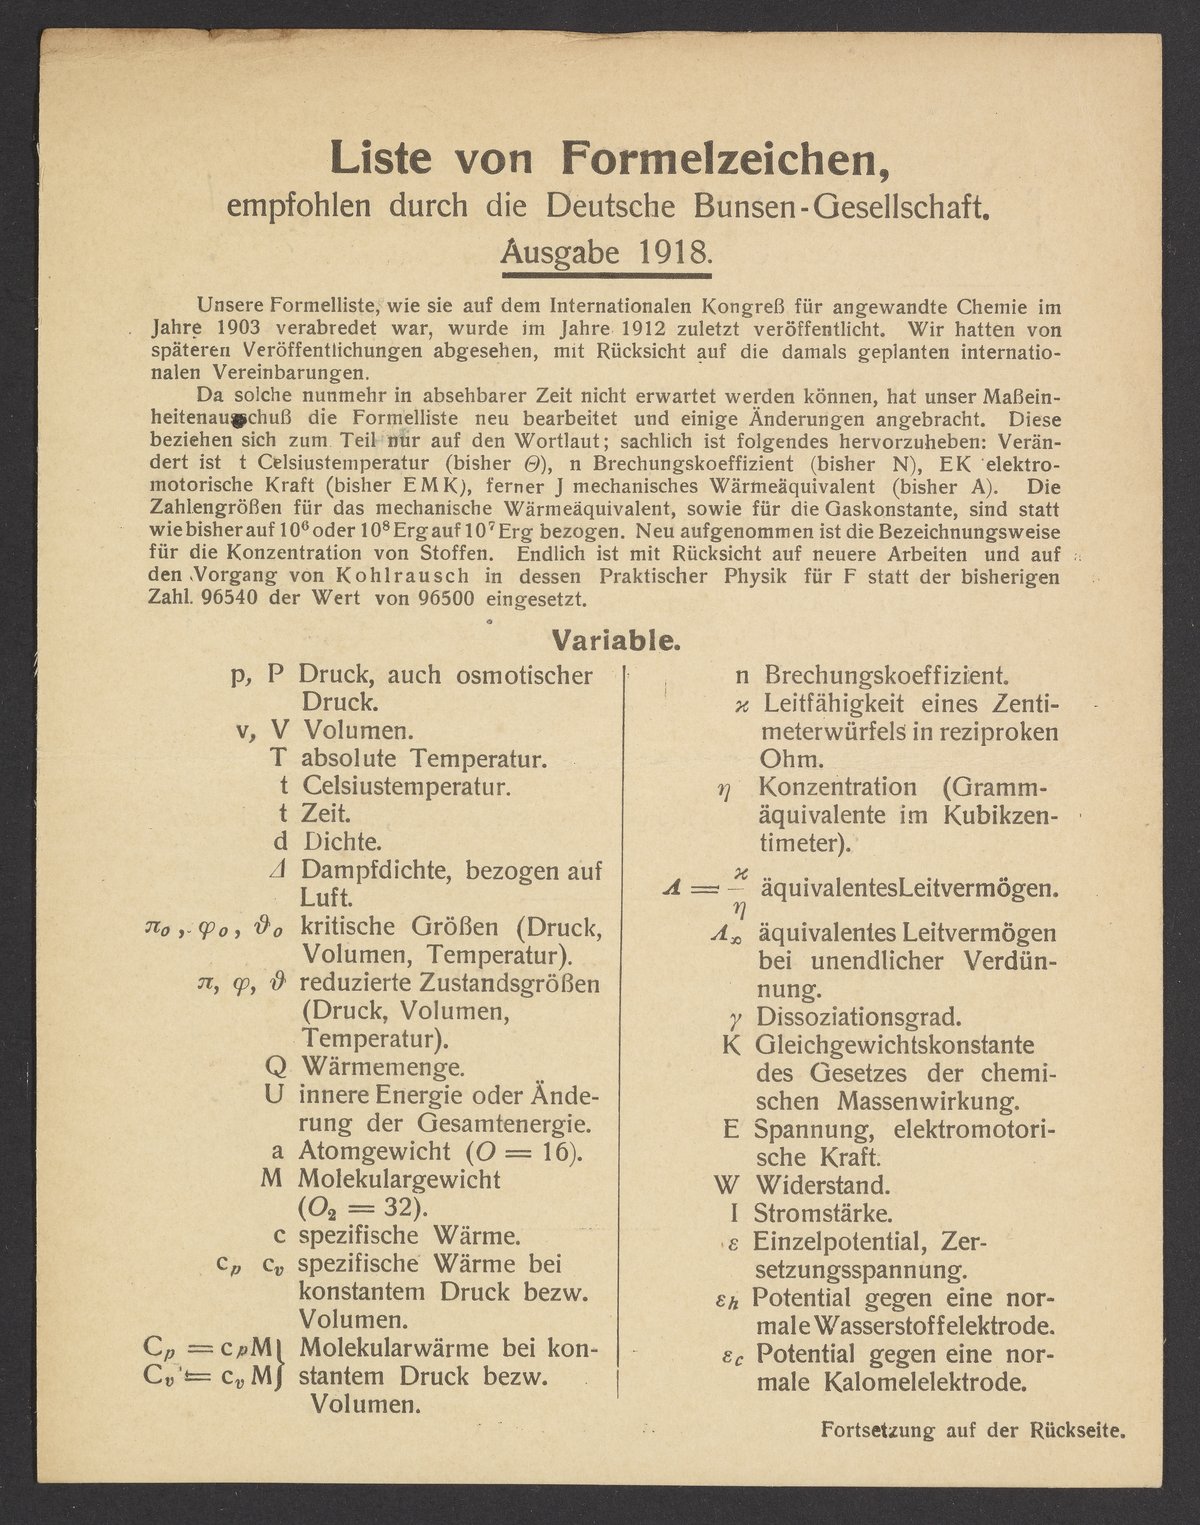 Liste von Formelzeichen,
empfohlen durch die Deutsche Bunsen-Gesellschaft.
Ausgabe 1918.
Unsere Formelliste, wie sie auf dem Internationalen Kongreß für angewandte Chemie im
Jahre 1903 verabredet war, wurde im Jahre 1912 zuletzt veröffentlicht. Wir hatten von
späteren Veröffentlichungen abgesehen, mit Rücksicht auf die damals geplanten internatio-
nalen Vereinbarungen.
Da solche nunmehr in absehbarer Zeit nicht erwartet werden können, hat unser Maßein-
heitenausschuß die Formelliste neu bearbeitet und einige Änderungen angebracht. Diese
beziehen sich zum Teil nur auf den Wortlaut; sachlich ist folgendes hervorzuheben: Verän-
dert ist t Celsiustemperatur (bisher Θ), n Brechungskoeffizient (bisher N), EK elektro-
motorische Kraft (bisher EMK), ferner J mechanisches Wärmeäquivalent (bisher A). Die
Zahlengrößen für das mechanische Wärmeäquivalent, sowie für die Gaskonstante, sind statt
wie bisher auf 10⁶ oder 10⁸ Erg auf 10⁷ Erg bezogen. Neu aufgenommen ist die Bezeichnungsweise
für die Konzentration von Stoffen. Endlich ist mit Rücksicht auf neuere Arbeiten und auf
den Vorgang von Kohlrausch in dessen Praktischer Physik für F statt der bisherigen
Zahl 96540 der Wert von 96500 eingesetzt.
Variable.
p, P Druck, auch osmotischer
Druck.
v, V Volumen.
T absolute Temperatur.
t Celsiustemperatur.
t Zeit.
d Dichte.
Δ Dampfdichte, bezogen auf
Luft.
π₀, φ₀, ϑ₀ kritische Größen (Druck,
Volumen, Temperatur).
π, φ, ϑ reduzierte Zustandsgrößen
(Druck, Volumen,
Temperatur).
Q Wärmemenge.
U innere Energie oder Ände-
rung der Gesamtenergie.
a Atomgewicht (O = 16).
M Molekulargewicht
(O₂ = 32).
c spezifische Wärme.
cₚ cᵥ spezifische Wärme bei
konstantem Druck bezw.
Volumen.
Cₚ = cₚ M} Molekularwärme bei kon-
Cᵥ = cᵥ M} stantem Druck bezw.
Volumen.
n Brechungskoeffizient.
ϰ Leitfähigkeit eines Zenti-
meterwürfels in reziproken
Ohm.
η Konzentration (Gramm-
äquivalente im Kubikzen-
timeter).
Λ = ϰ/η äquivalentes Leitvermögen.
Λ∞ äquivalentes Leitvermögen
bei unendlicher Verdün-
nung.
γ Dissoziationsgrad.
K Gleichgewichtskonstante
des Gesetzes der chemi-
schen Massenwirkung.
E Spannung, elektromotori-
sche Kraft.
W Widerstand.
I Stromstärke.
ε Einzelpotential, Zer-
setzungsspannung.
εₕ Potential gegen eine nor-
male Wasserstoffelektrode.
ε_c Potential gegen eine nor-
male Kalomelelektrode.
Fortsetzung auf der Rückseite.